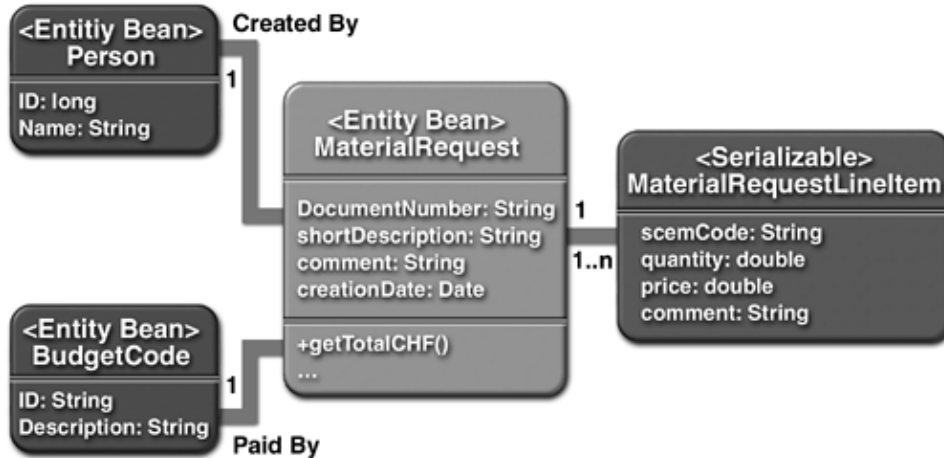 <Entitiy Bean>
Person
ID: long
Name: String
Created By
1
<Entity Bean>
MaterialRequest
DocumentNumber: String
shortDescription: String
comment: String
creationDate: Date
+getTotalCHF()
...
1
1..n
<Serializable>
MaterialRequestLineItem
scemCode: String
quantity: double
price: double
comment: String
<Entity Bean>
BudgetCode
ID: String
Description: String
1
Paid By